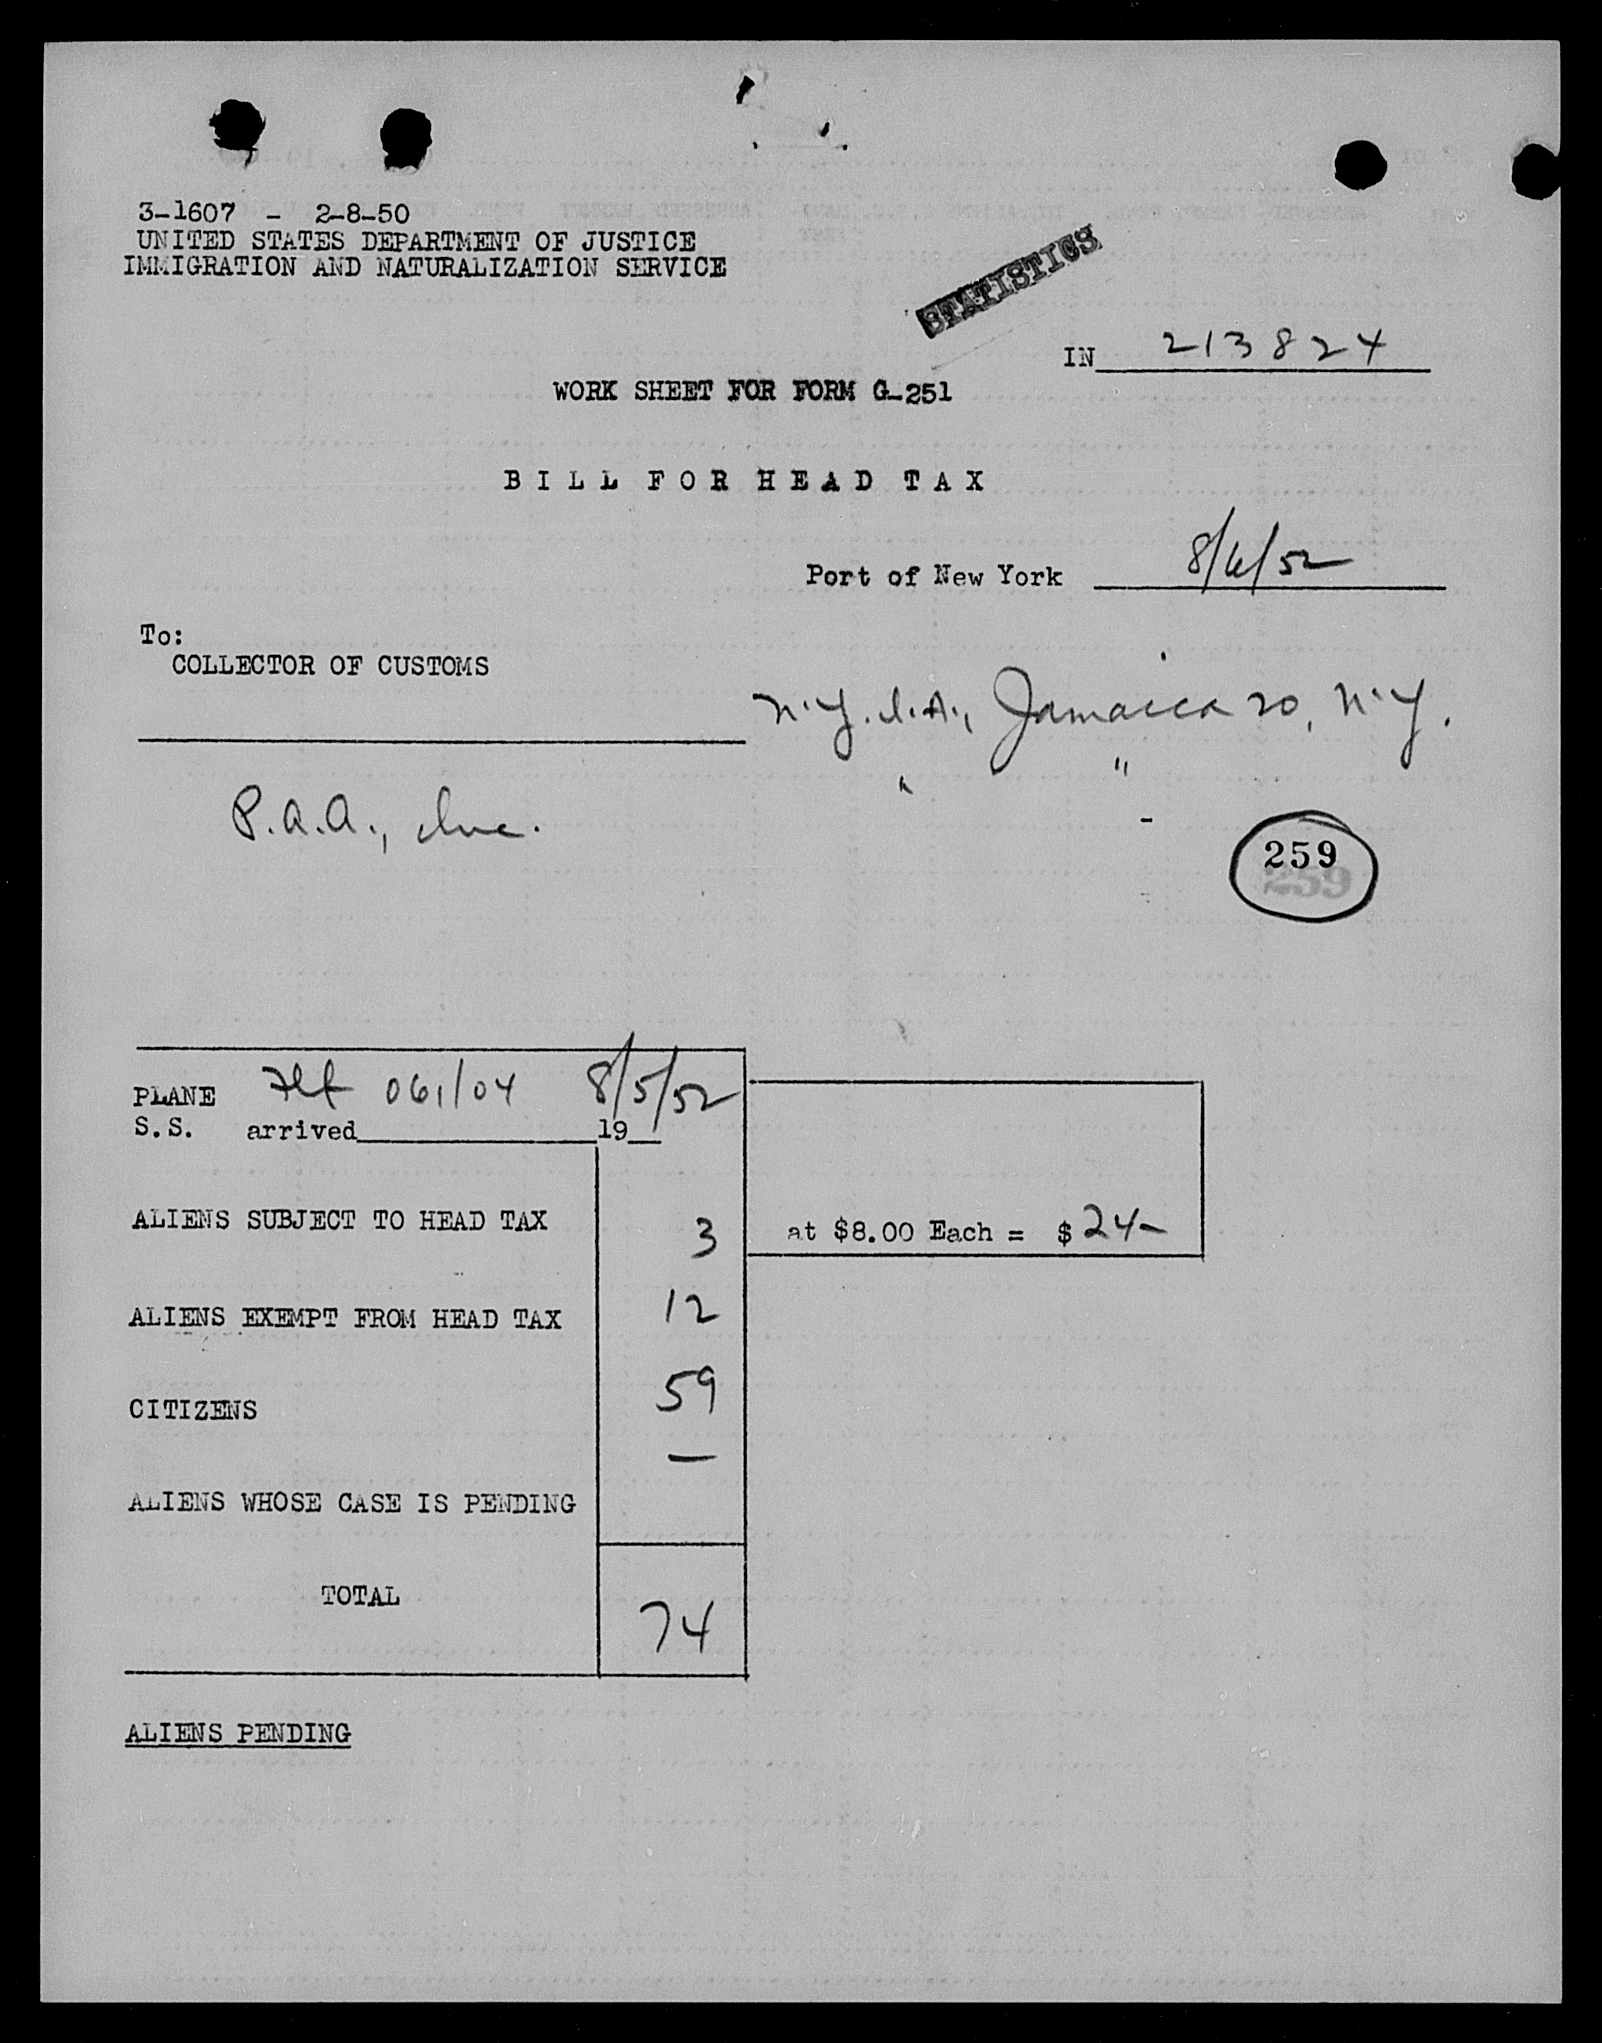 3-1607 - 2-8-50
UNITED STATES DEPARTMENT OF JUSTICE
IMMIGRATION AND NATURALIZATION SERVICE
STATISTICS
IN 213824
WORK SHEET FOR FORM G-251
BILL FOR HEAD TAX
Port of New York 8/6/52
To:
COLLECTOR OF CUSTOMS
N.Y.I.A., Jamaica 20, N.Y.
" "
P.A.A., Inc.
259
PLANE Flt 061/04 8/5/52
S.S. arrived 19
ALIENS SUBJECT TO HEAD TAX 3 at $8.00 Each = $ 24-
ALIENS EXEMPT FROM HEAD TAX 12
CITIZENS 59
ALIENS WHOSE CASE IS PENDING —
TOTAL 74
ALIENS PENDING